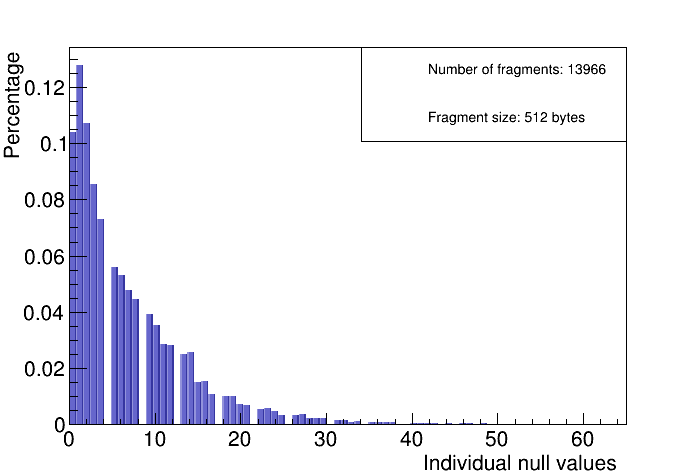 Number of fragments: 13966
Fragment size: 512 bytes
Percentage
0.12
0.1
0.08
0.06
0.04
0.02
0
0 10 20 30 40 50 60
Individual null values